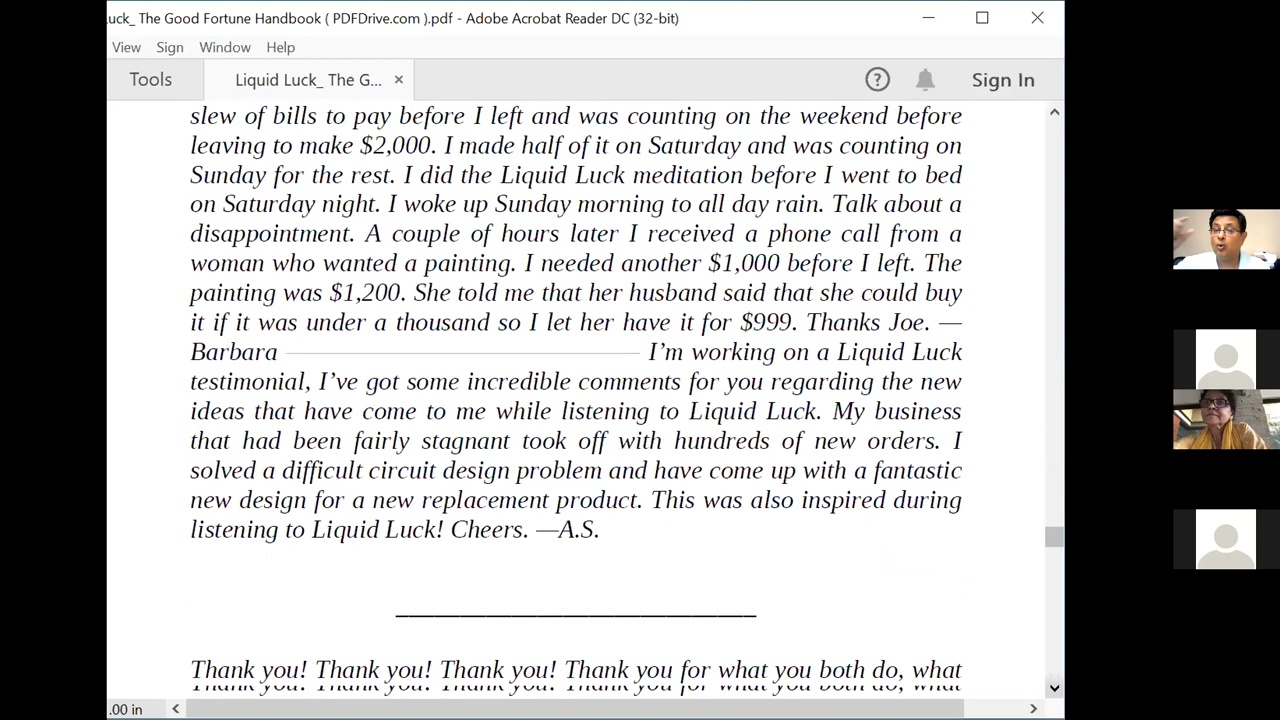 uck_ The Good Fortune Handbook ( PDFDrive.com ).pdf - Adobe Acrobat Reader DC (32-bit)
View Sign Window Help
Tools Liquid Luck_ The G... × Sign In
slew of bills to pay before I left and was counting on the weekend before
leaving to make $2,000. I made half of it on Saturday and was counting on
Sunday for the rest. I did the Liquid Luck meditation before I went to bed
on Saturday night. I woke up Sunday morning to all day rain. Talk about a
disappointment. A couple of hours later I received a phone call from a
woman who wanted a painting. I needed another $1,000 before I left. The
painting was $1,200. She told me that her husband said that she could buy
it if it was under a thousand so I let her have it for $999. Thanks Joe. —
Barbara I’m working on a Liquid Luck
testimonial, I’ve got some incredible comments for you regarding the new
ideas that have come to me while listening to Liquid Luck. My business
that had been fairly stagnant took off with hundreds of new orders. I
solved a difficult circuit design problem and have come up with a fantastic
new design for a new replacement product. This was also inspired during
listening to Liquid Luck! Cheers. —A.S.
Thank you! Thank you! Thank you! Thank you for what you both do, what
.00 in